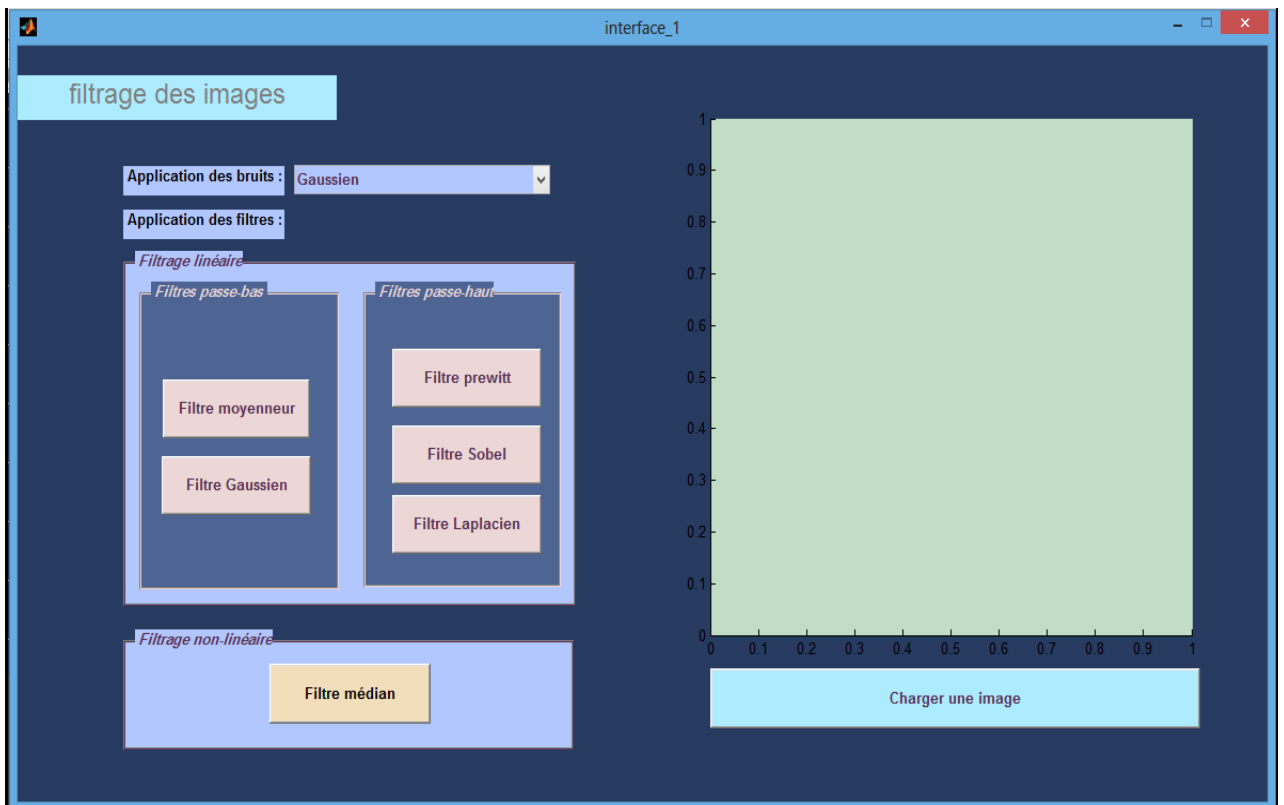 interface_1
filtrage des images
Application des bruits :
Gaussien
Application des filtres :
Filtrage linéaire
Filtres passe-bas
Filtre moyenneur
Filtre Gaussien
Filtres passe-haut
Filtre prewitt
Filtre Sobel
Filtre Laplacien
Filtrage non-linéaire
Filtre médian
1
0.9
0.8
0.7
0.6
0.5
0.4
0.3
0.2
0.1
0
0 0.1 0.2 0.3 0.4 0.5 0.6 0.7 0.8 0.9 1
Charger une image